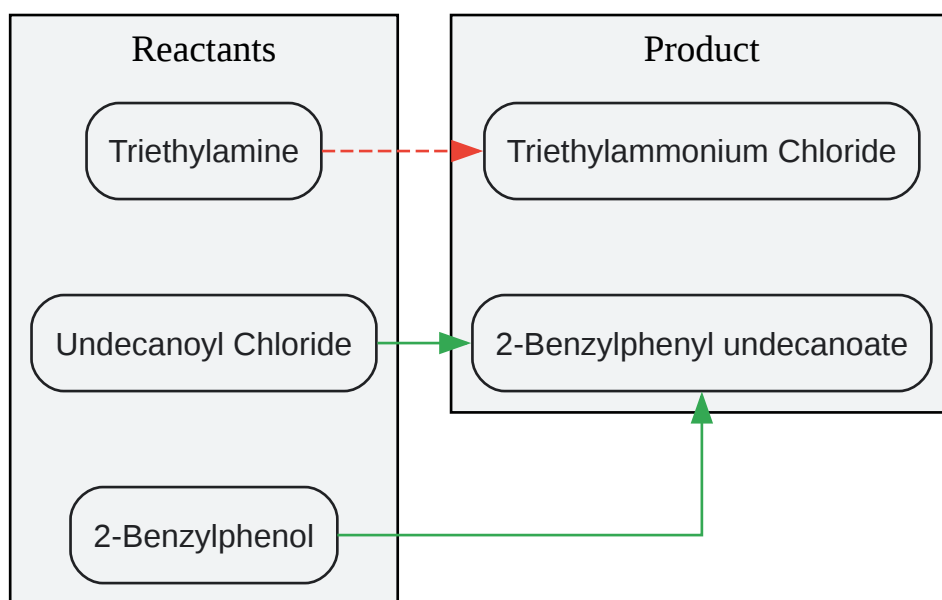 Reactants
Product
Triethylamine
Triethylammonium Chloride
Undecanoyl Chloride
2-Benzylphenyl undecanoate
2-Benzylphenol